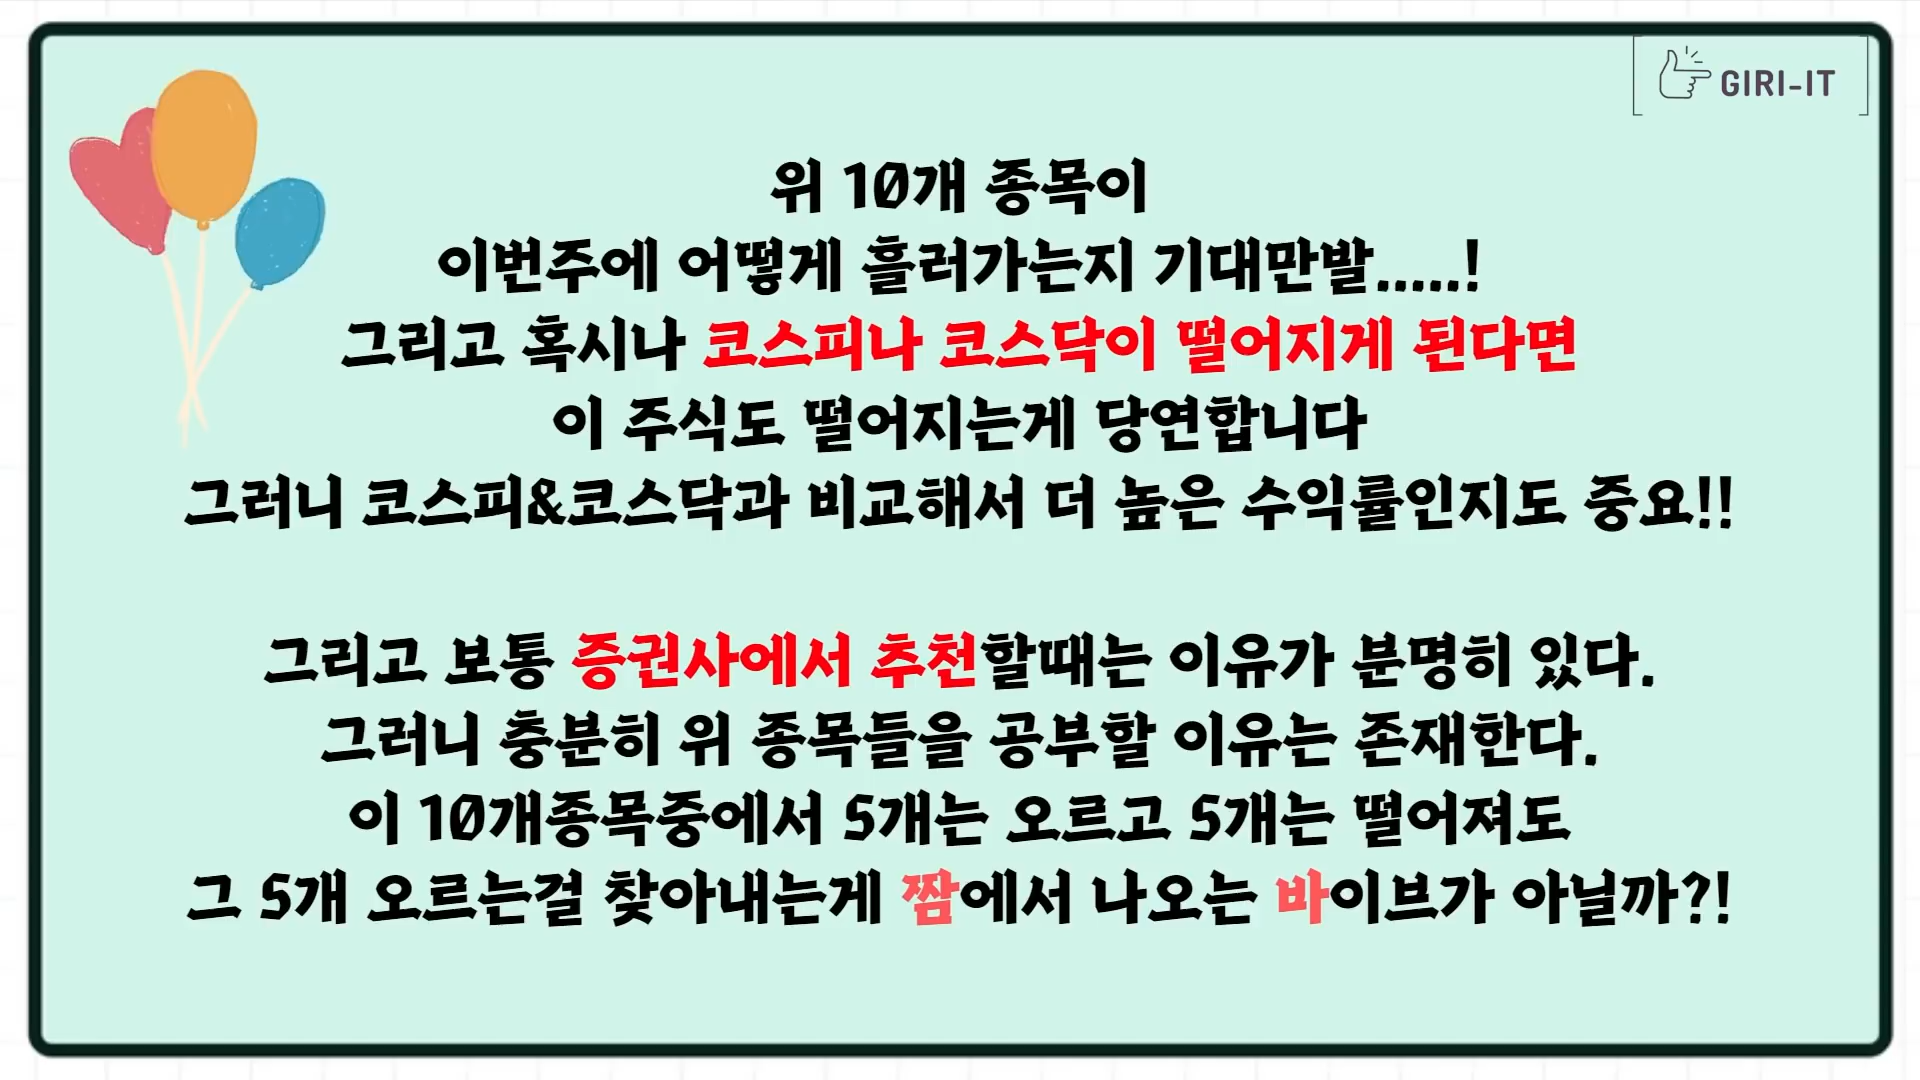 GIRI-IT
위 10개 종목이
이번주에 어떻게 흘러가는지 기대만발.....!
그리고 혹시나 코스피나 코스닥이 떨어지게 된다면
이 주식도 떨어지는게 당연합니다
그러니 코스피&코스닥과 비교해서 더 높은 수익률인지도 중요!!
그리고 보통 증권사에서 추천할때는 이유가 분명히 있다.
그러니 충분히 위 종목들을 공부할 이유는 존재한다.
이 10개종목중에서 5개는 오르고 5개는 떨어져도
그 5개 오르는걸 찾아내는게 짬에서 나오는 바이브가 아닐까?!